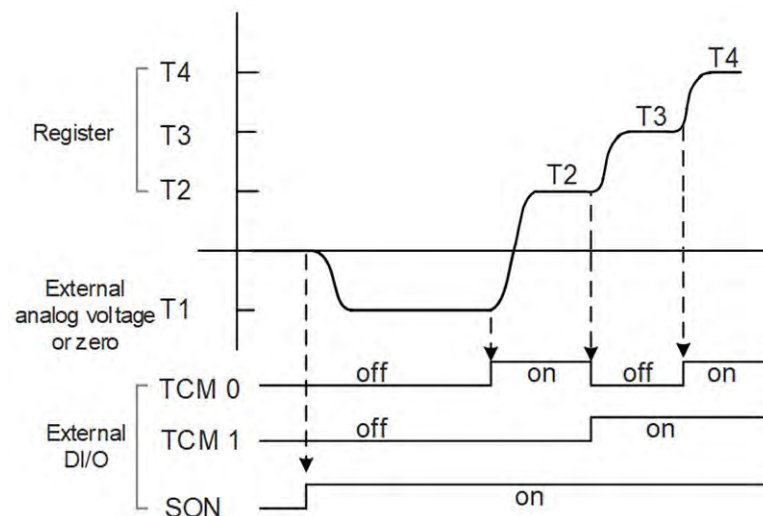 T4
T4
Register
T3
T3
T2
T2
External
analog voltage
or zero
T1
TCM 0
off
on
off
on
External
DI/O
TCM 1
off
on
SON
on